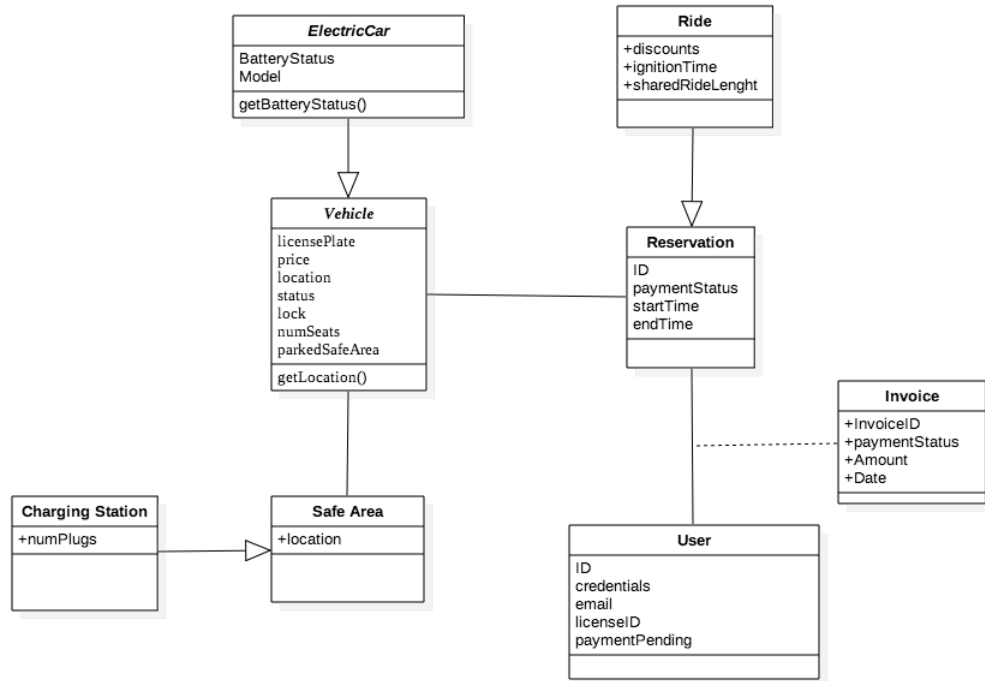 ElectricCar
BatteryStatus
Model
getBatteryStatus()
Ride
+discounts
+ignitionTime
+sharedRideLenght
Vehicle
licensePlate
price
location
status
lock
numSeats
parkedSafeArea
getLocation()
Reservation
ID
paymentStatus
startTime
endTime
Invoice
+InvoiceID
+paymentStatus
+Amount
+Date
Charging Station
+numPlugs
Safe Area
+location
User
ID
credentials
email
licenseID
paymentPending